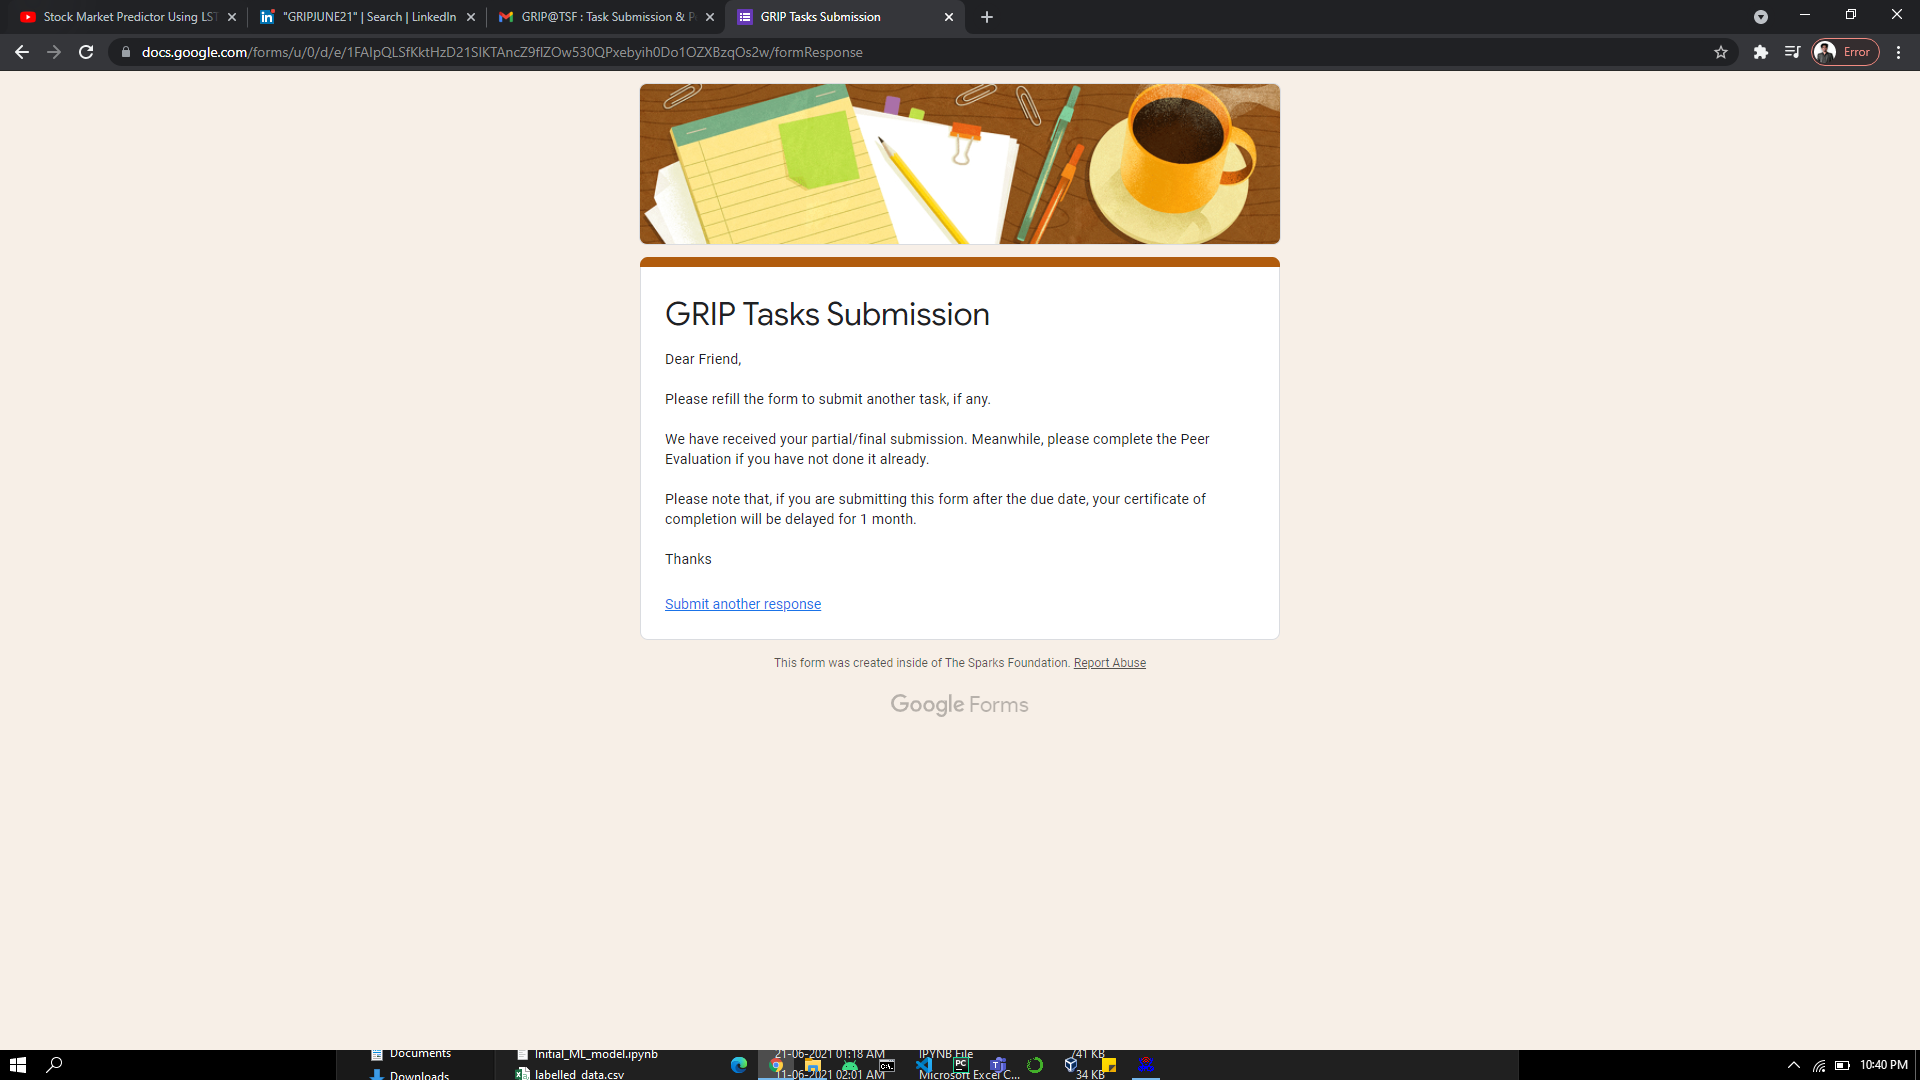 Stock Market Predictor Using LST
"GRIPJUNE21" | Search | LinkedIn
GRIP@TSF : Task Submission & P
GRIP Tasks Submission
docs.google.com/forms/u/0/d/e/1FAIpQLSfKktHzD21SlKTAncZ9flZOw530QPxebyih0Do1OZXBzqOs2w/formResponse
Error
GRIP Tasks Submission
Dear Friend,
Please refill the form to submit another task, if any.
We have received your partial/final submission. Meanwhile, please complete the Peer
Evaluation if you have not done it already.
Please note that, if you are submitting this form after the due date, your certificate of
completion will be delayed for 1 month.
Thanks
Submit another response
This form was created inside of The Sparks Foundation. Report Abuse
Google Forms
Documents
Initial_ML_model.ipynb
21-06-2021 01:18 AM
IPYNB File
741 KB
Downloads
labelled_data.csv
11-06-2021 02:01 AM
Microsoft Excel C...
34 KB
10:40 PM